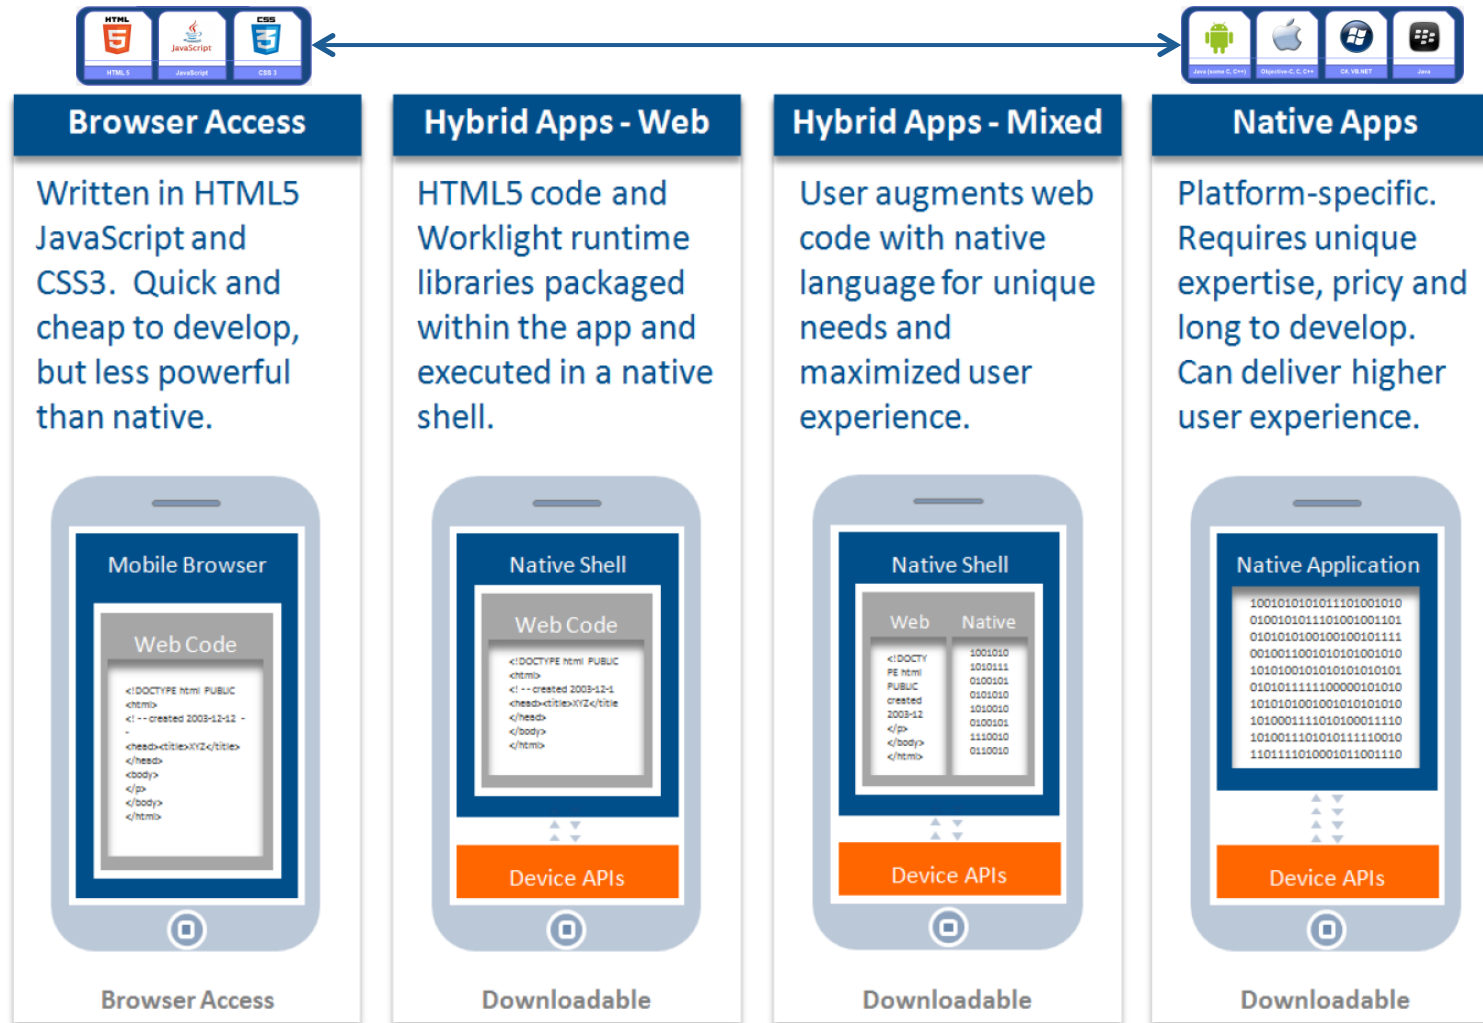 HTML
5
HTML 5
JavaScript
JavaScript
CSS
3
CSS 3
Java (some C, C++)
Objective-C, C, C++
C#, VB.NET
Java
Browser Access
Written in HTML5
JavaScript and
CSS3. Quick and
cheap to develop,
but less powerful
than native.
Mobile Browser
Web Code
<!DOCTYPE html PUBLIC
<html>
<! -- created 2003-12-12 -
-
<head><title>XYZ</title>
</head>
<body>
</p>
</body>
</html>
Browser Access
Hybrid Apps - Web
HTML5 code and
Worklight runtime
libraries packaged
within the app and
executed in a native
shell.
Native Shell
Web Code
<!DOCTYPE html PUBLIC
<html>
<! -- created 2003-12-1
<head><title>XYZ</title
</head>
</body>
</html>
Device APIs
Downloadable
Hybrid Apps - Mixed
User augments web
code with native
language for unique
needs and
maximized user
experience.
Native Shell
Web
<!DOCTY
PE html
PUBLIC
created
2003-12
</p>
</body>
</html>
Native
1001010
1010111
0100101
0101010
1010010
0100101
1110010
0110010
Device APIs
Downloadable
Native Apps
Platform-specific.
Requires unique
expertise, pricy and
long to develop.
Can deliver higher
user experience.
Native Application
1001010101011101001010
0100101011101001001101
0101010100100100101111
0010011001010101001010
1010100101010101010101
0101011111100000101010
1010101001001010101010
1010001111010100011110
1010011101010111110010
1101111010001011001110
Device APIs
Downloadable